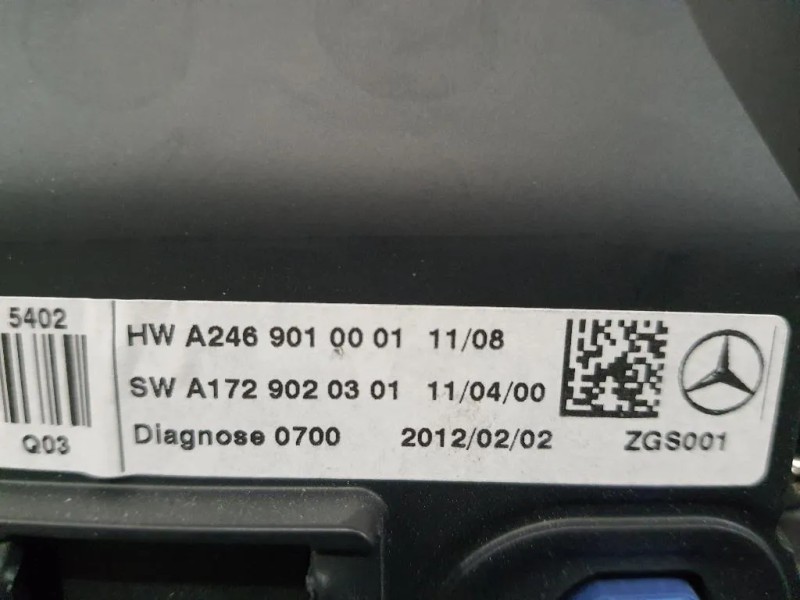 5402
Q03
HW A246 901 00 01 11/08
SW A172 902 03 01 11/04/00
Diagnose 0700 2012/02/02 ZGS001